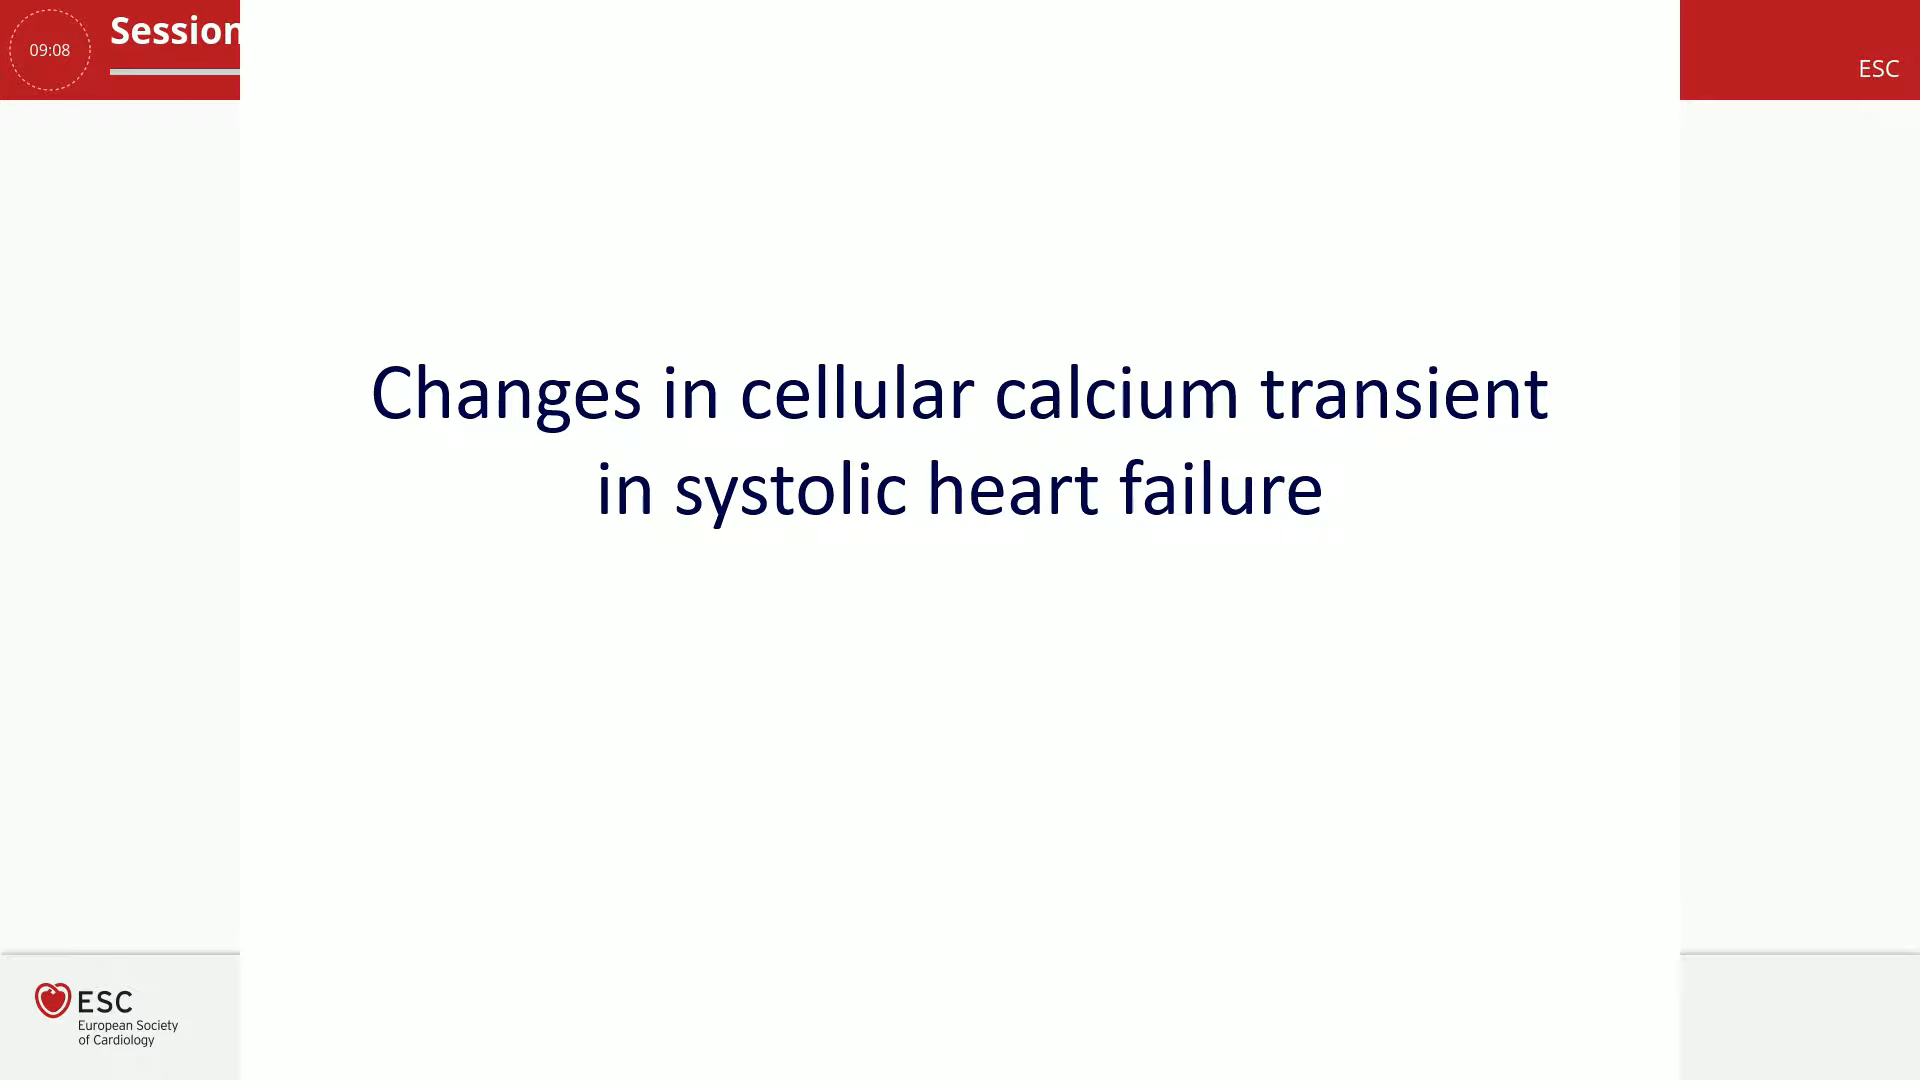 09:08
Session
ESC
Changes in cellular calcium transient
in systolic heart failure
ESC
European Society
of Cardiology